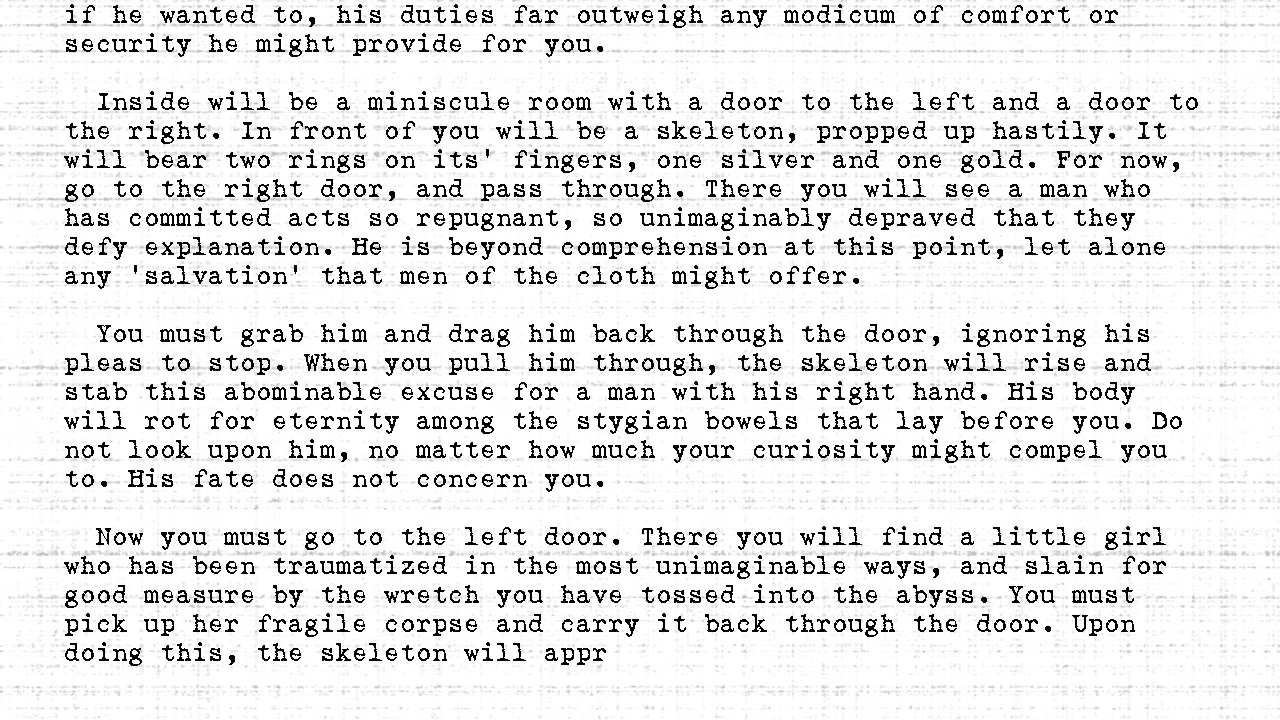 if he wanted to, his duties far outweigh any modicum of comfort or
security he might provide for you.
Inside will be a miniscule room with a door to the left and a door to
the right. In front of you will be a skeleton, propped up hastily. It
will bear two rings on its' fingers, one silver and one gold. For now,
go to the right door, and pass through. There you will see a man who
has committed acts so repugnant, so unimaginably depraved that they
defy explanation. He is beyond comprehension at this point, let alone
any 'salvation' that men of the cloth might offer.
You must grab him and drag him back through the door, ignoring his
pleas to stop. When you pull him through, the skeleton will rise and
stab this abominable excuse for a man with his right hand. His body
will rot for eternity among the stygian bowels that lay before you. Do
not look upon him, no matter how much your curiosity might compel you
to. His fate does not concern you.
Now you must go to the left door. There you will find a little girl
who has been traumatized in the most unimaginable ways, and slain for
good measure by the wretch you have tossed into the abyss. You must
pick up her fragile corpse and carry it back through the door. Upon
doing this, the skeleton will appr